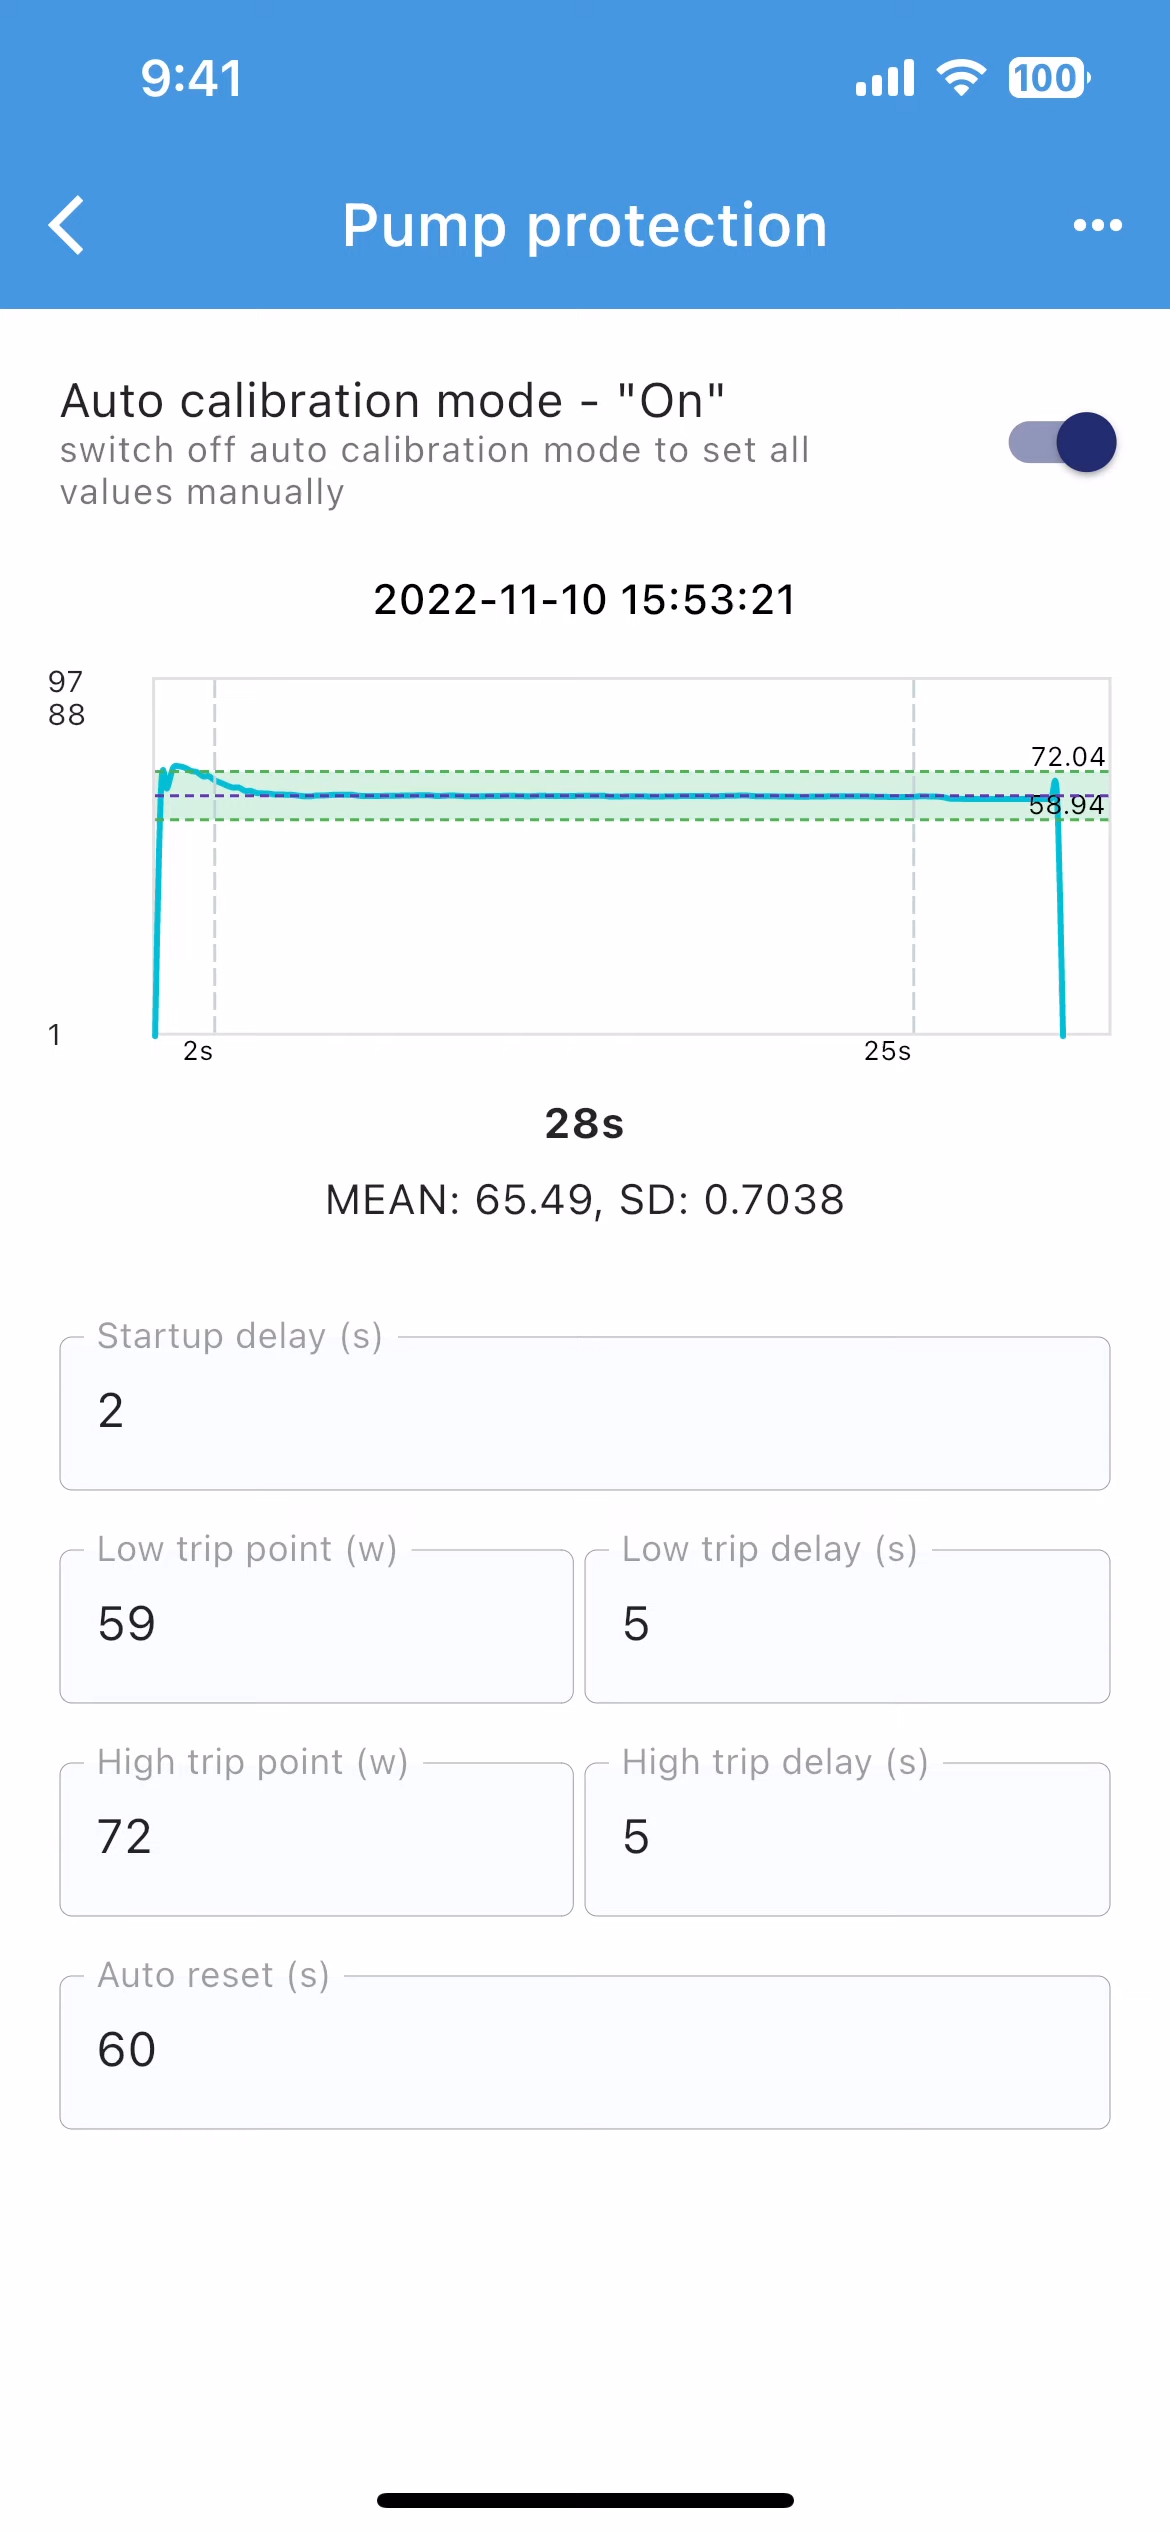 9:41
100
Pump protection
Auto calibration mode - "On"
switch off auto calibration mode to set all
values manually
2022-11-10 15:53:21
97
88
72.04
58.94
1
2s
25s
28s
MEAN: 65.49, SD: 0.7038
Startup delay (s)
2
Low trip point (w)
Low trip delay (s)
59
5
High trip point (w)
High trip delay (s)
72
5
Auto reset (s)
60